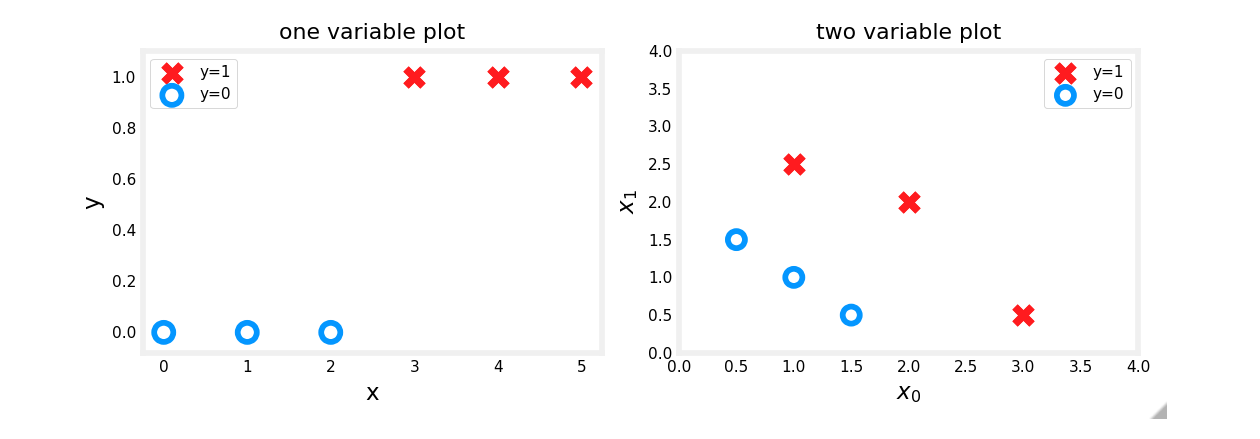 one variable plot
y=1
y=0
1.0
0.8
0.6
0.4
0.2
0.0
y
0 1 2 3 4 5
x
two variable plot
y=1
y=0
4.0
3.5
3.0
2.5
2.0
1.5
1.0
0.5
0.0
x₁
0.0 0.5 1.0 1.5 2.0 2.5 3.0 3.5 4.0
x₀